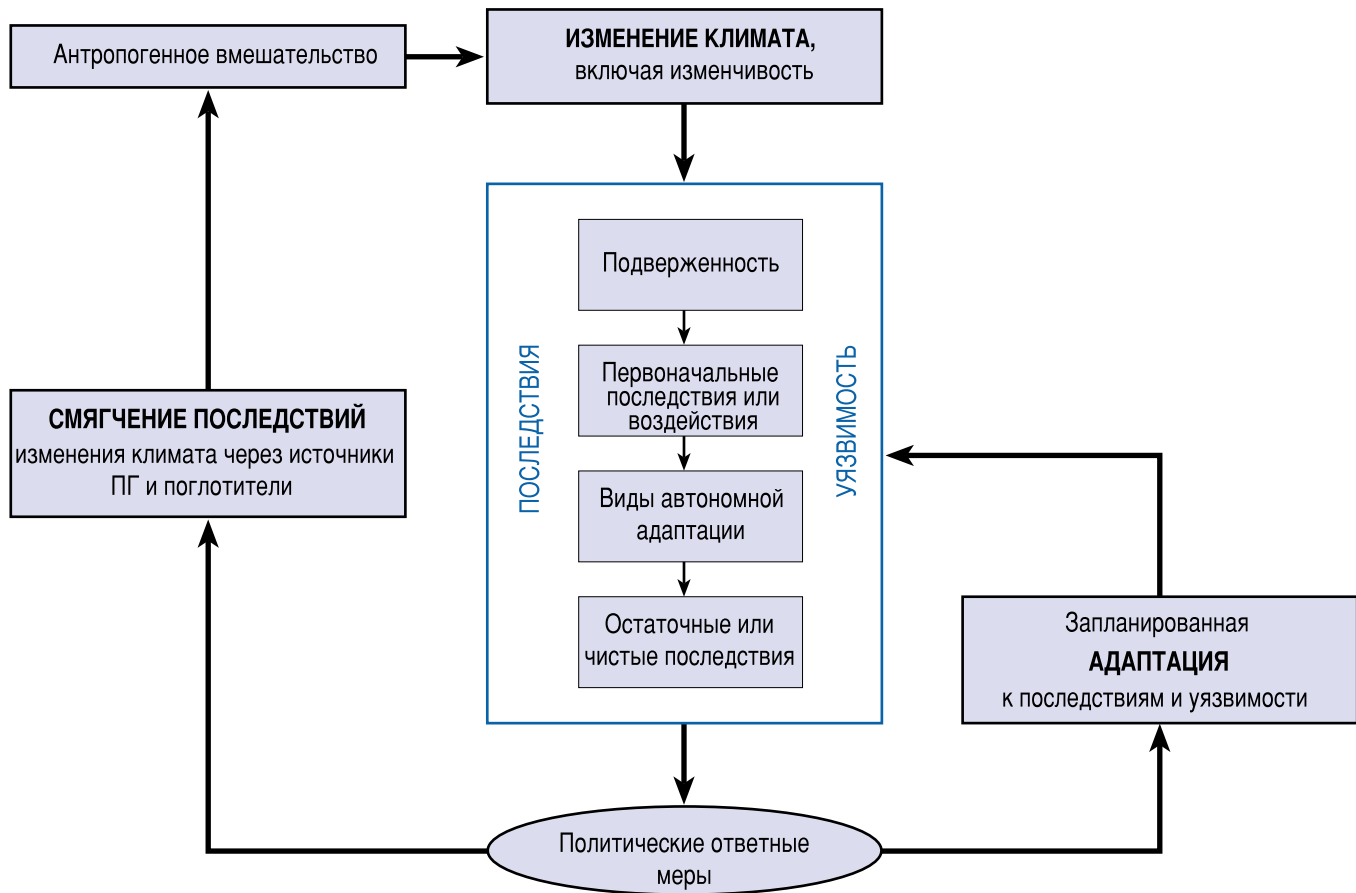 Антропогенное вмешательство
ИЗМЕНЕНИЕ КЛИМАТА,
включая изменчивость
Подверженность
ПОСЛЕДСТВИЯ
Первоначальные
последствия или
воздействия
УЯЗВИМОСТЬ
СМЯГЧЕНИЕ ПОСЛЕДСТВИЙ
изменения климата через источники
ПГ и поглотители
Виды автономной
адаптации
Остаточные или
чистые последствия
Запланированная
АДАПТАЦИЯ
к последствиям и уязвимости
Политические ответные
меры